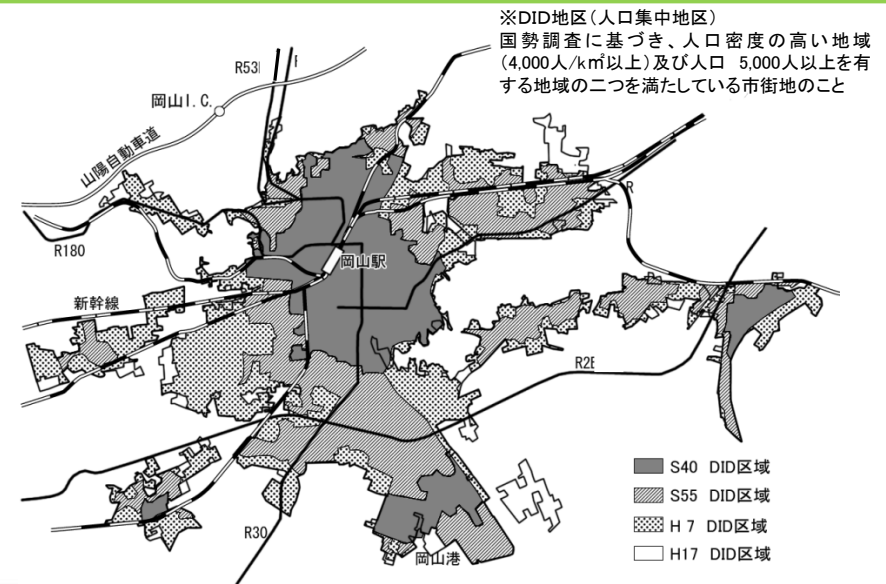 ※DID地区(人口集中地区)
国勢調査に基づき、人口密度の高い地域
(4,000人/k㎡以上)及び人口 5,000人以上を有
する地域の二つを満たしている市街地のこと
R53
岡山I.C.
山陽自動車道
R180
岡山駅
新幹線
R2
R30
岡山港
S40 DID区域
S55 DID区域
H 7 DID区域
H17 DID区域